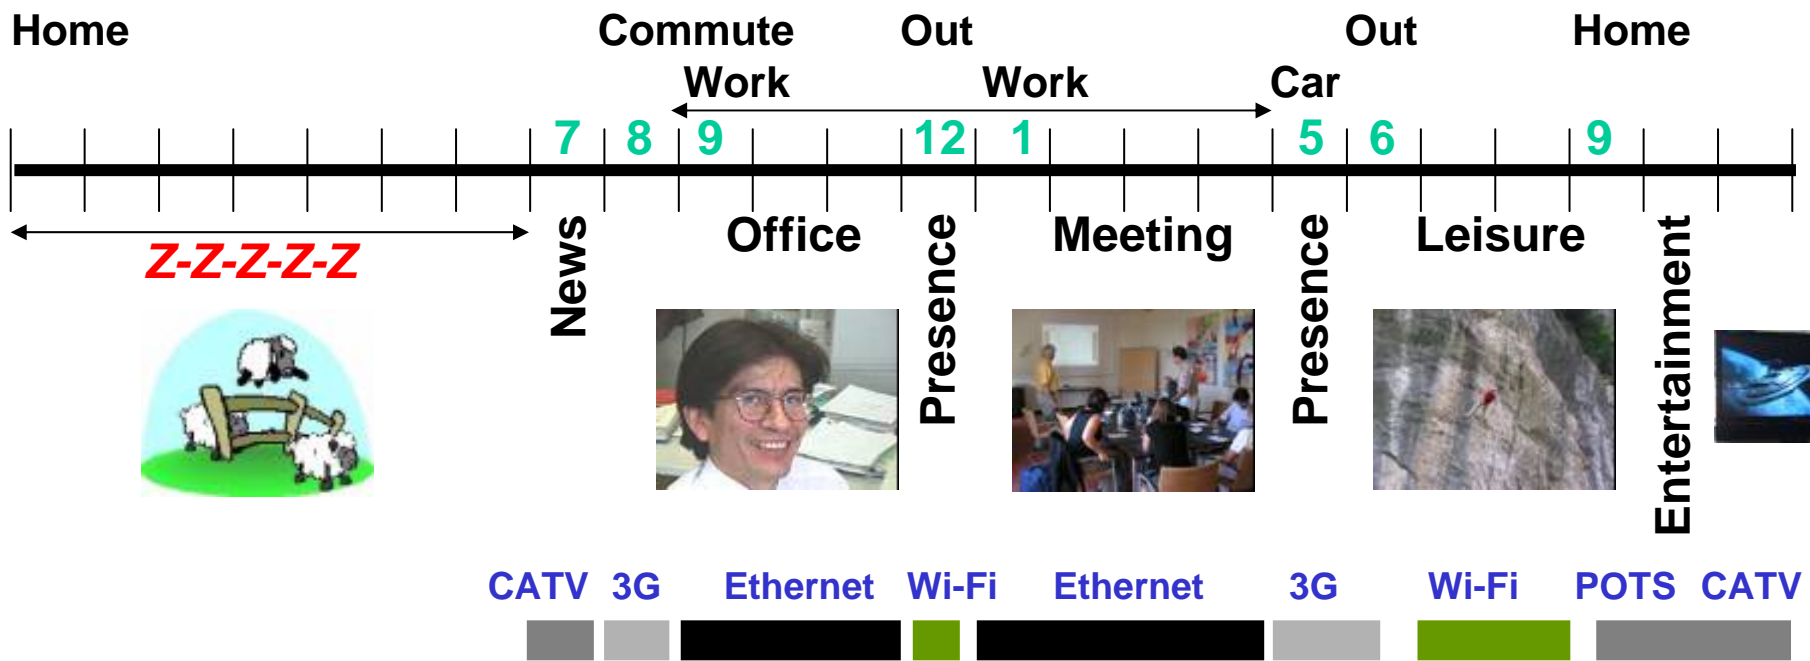 Home Commute Out Out Home
Work Work Car
7 8 9 12 1 5 6 9
Z-Z-Z-Z-Z
News
Office
Presence
Meeting
Presence
Leisure
Entertainment
CATV 3G Ethernet Wi-Fi Ethernet 3G Wi-Fi POTS CATV